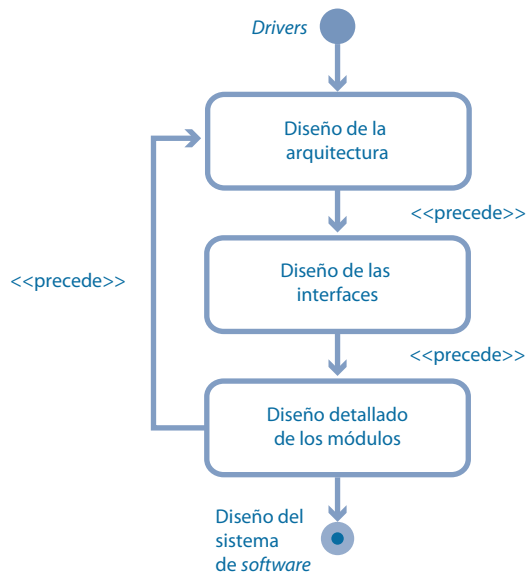 Drivers
Diseño de la
arquitectura
<<precede>>
Diseño de las
interfaces
<<precede>>
<<precede>>
Diseño detallado
de los módulos
Diseño del
sistema
de software